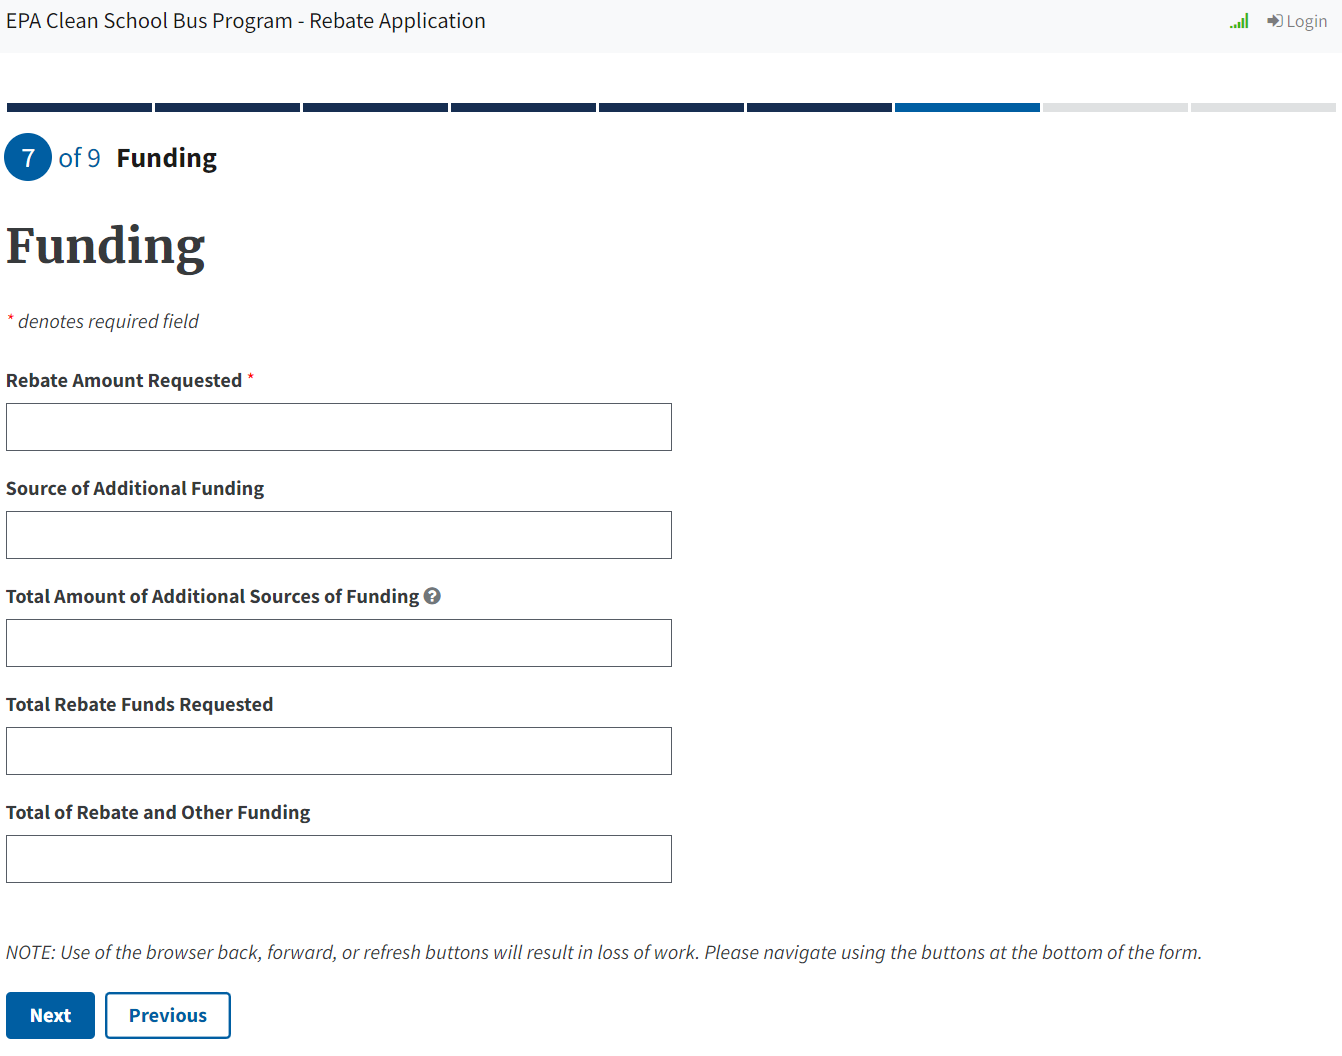 EPA Clean School Bus Program - Rebate Application
Login
7 of 9 Funding
Funding
* denotes required field
Rebate Amount Requested *
Source of Additional Funding
Total Amount of Additional Sources of Funding ?
Total Rebate Funds Requested
Total of Rebate and Other Funding
NOTE: Use of the browser back, forward, or refresh buttons will result in loss of work. Please navigate using the buttons at the bottom of the form.
Next Previous